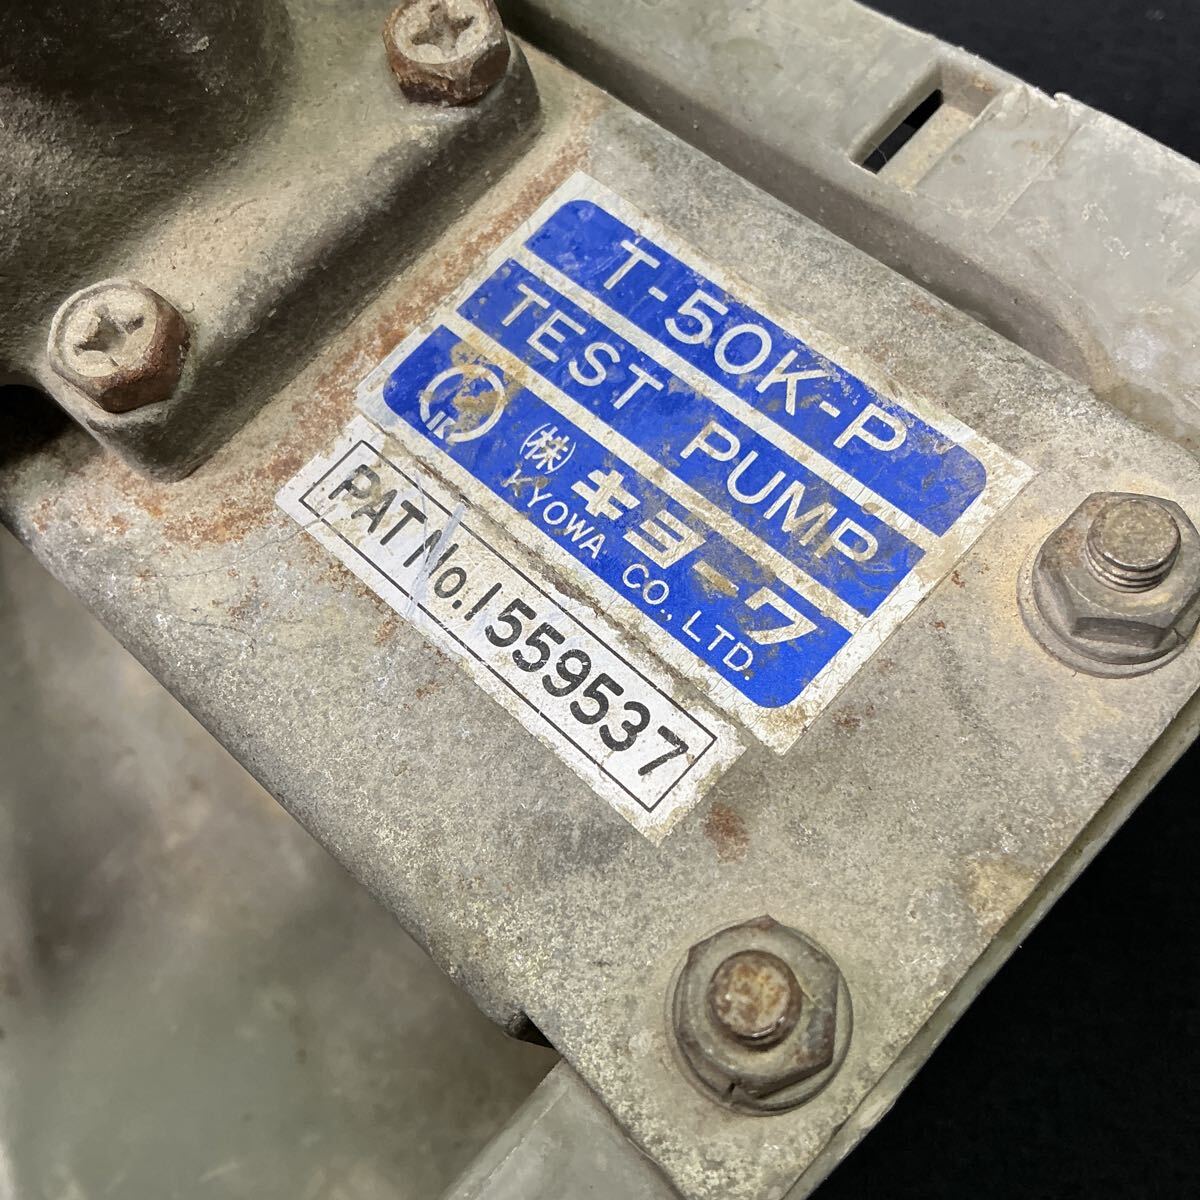 T-50K-P
TEST PUMP
㈱キョーワ
KYOWA CO., LTD.
PAT No. 1559537